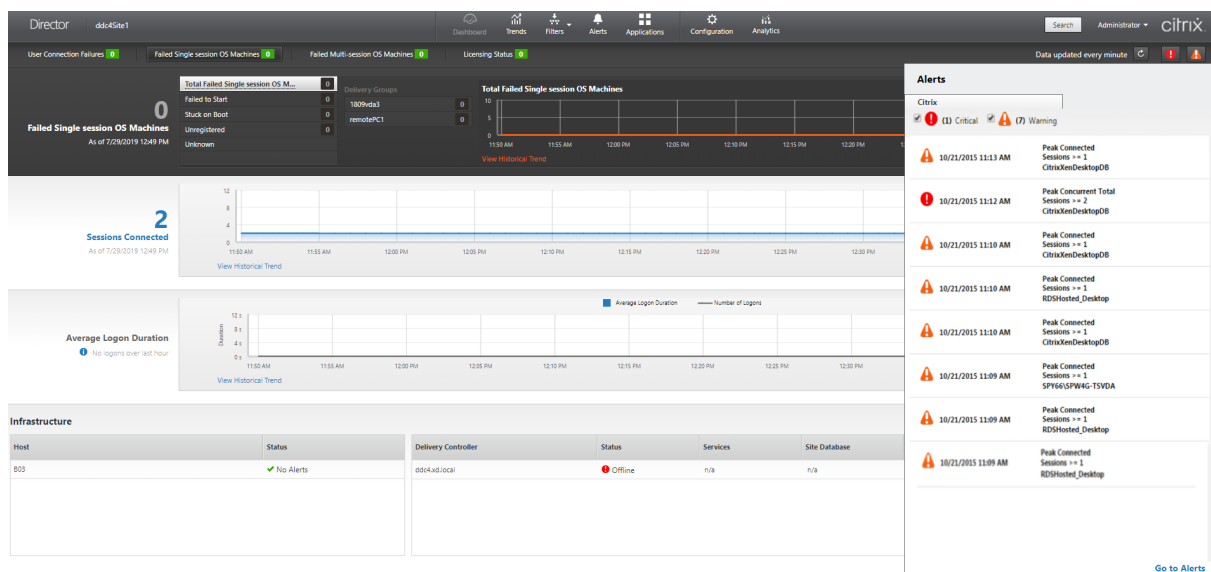 Director ddc4Site1 Dashboard Trends Filters Alerts Applications Configuration Analytics Search Administrator citrix
User Connection Failures 0 Failed Single session OS Machines 0 Failed Multi-session OS Machines 0 Licensing Status 0 Data updated every minute
0
Failed Single session OS Machines
As of 7/29/2019 12:49 PM
Total Failed Single session OS M... 0
Failed to Start 0
Stuck on Boot 0
Unregistered 0
Unknown
Delivery Groups
1809vda3 0
remotePC1 0
Total Failed Single session OS Machines
10
5
0
11:50 AM 11:55 AM 12:00 PM 12:05 PM 12:10 PM 12:15 PM 12:20 PM
View Historical Trend
2
Sessions Connected
As of 7/29/2019 12:49 PM
12
8
4
0
11:50 AM 11:55 AM 12:00 PM 12:05 PM 12:10 PM 12:15 PM 12:20 PM 12:25 PM 12:30 PM
View Historical Trend
Average Logon Duration
No logons over last hour
Average Logon Duration Number of Logons
Duration
12 s
8 s
4 s
0 s
11:50 AM 11:55 AM 12:00 PM 12:05 PM 12:10 PM 12:15 PM 12:20 PM 12:25 PM 12:30 PM
View Historical Trend
Infrastructure
Host Status
803 No Alerts
Delivery Controller Status Services Site Database
ddc4.xd.local Offline n/a n/a
Alerts
Citrix
(1) Critical (7) Warning
10/21/2015 11:13 AM
Peak Connected
Sessions >= 1
CitrixXenDesktopDB
10/21/2015 11:12 AM
Peak Concurrent Total
Sessions >= 2
CitrixXenDesktopDB
10/21/2015 11:10 AM
Peak Connected
Sessions >= 1
CitrixXenDesktopDB
10/21/2015 11:10 AM
Peak Connected
Sessions >= 1
RDSHosted_Desktop
10/21/2015 11:10 AM
Peak Connected
Sessions >= 1
CitrixXenDesktopDB
10/21/2015 11:09 AM
Peak Connected
Sessions >= 1
SPY66\SPW4G-TSVDA
10/21/2015 11:09 AM
Peak Connected
Sessions >= 1
RDSHosted_Desktop
10/21/2015 11:09 AM
Peak Connected
Sessions >= 1
RDSHosted_Desktop
Go to Alerts